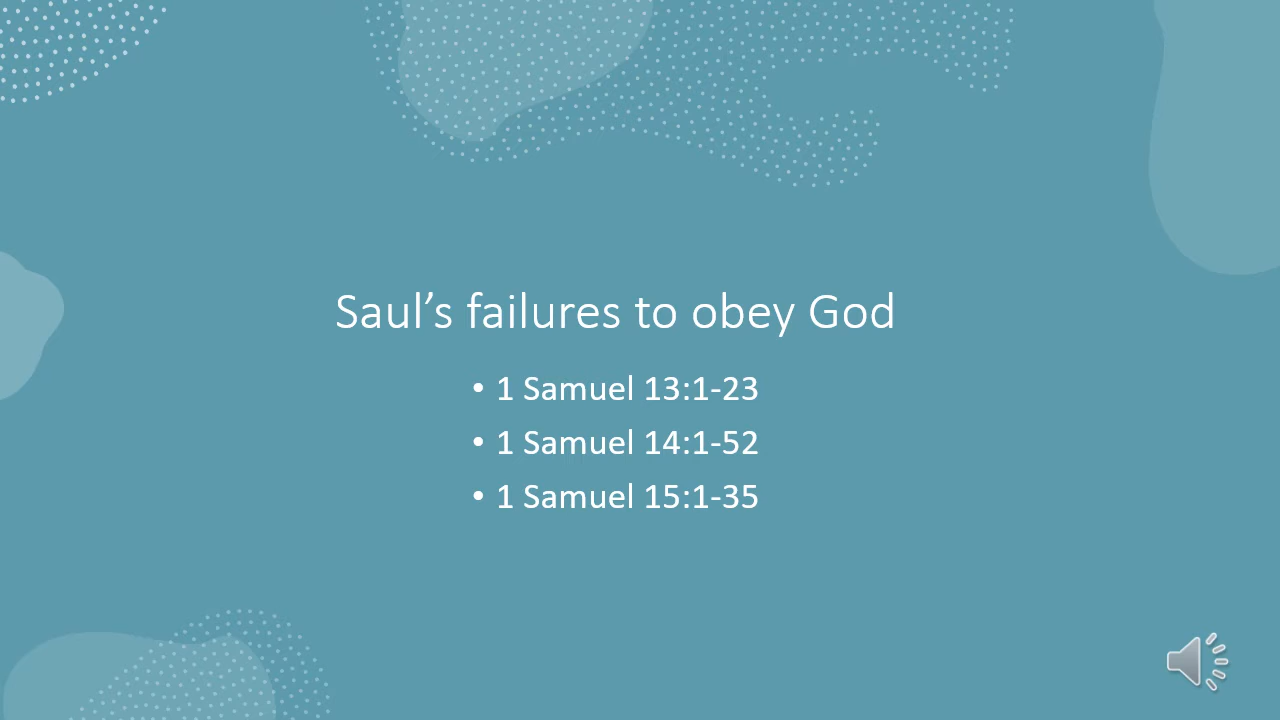 Saul’s failures to obey God
• 1 Samuel 13:1-23
• 1 Samuel 14:1-52
• 1 Samuel 15:1-35